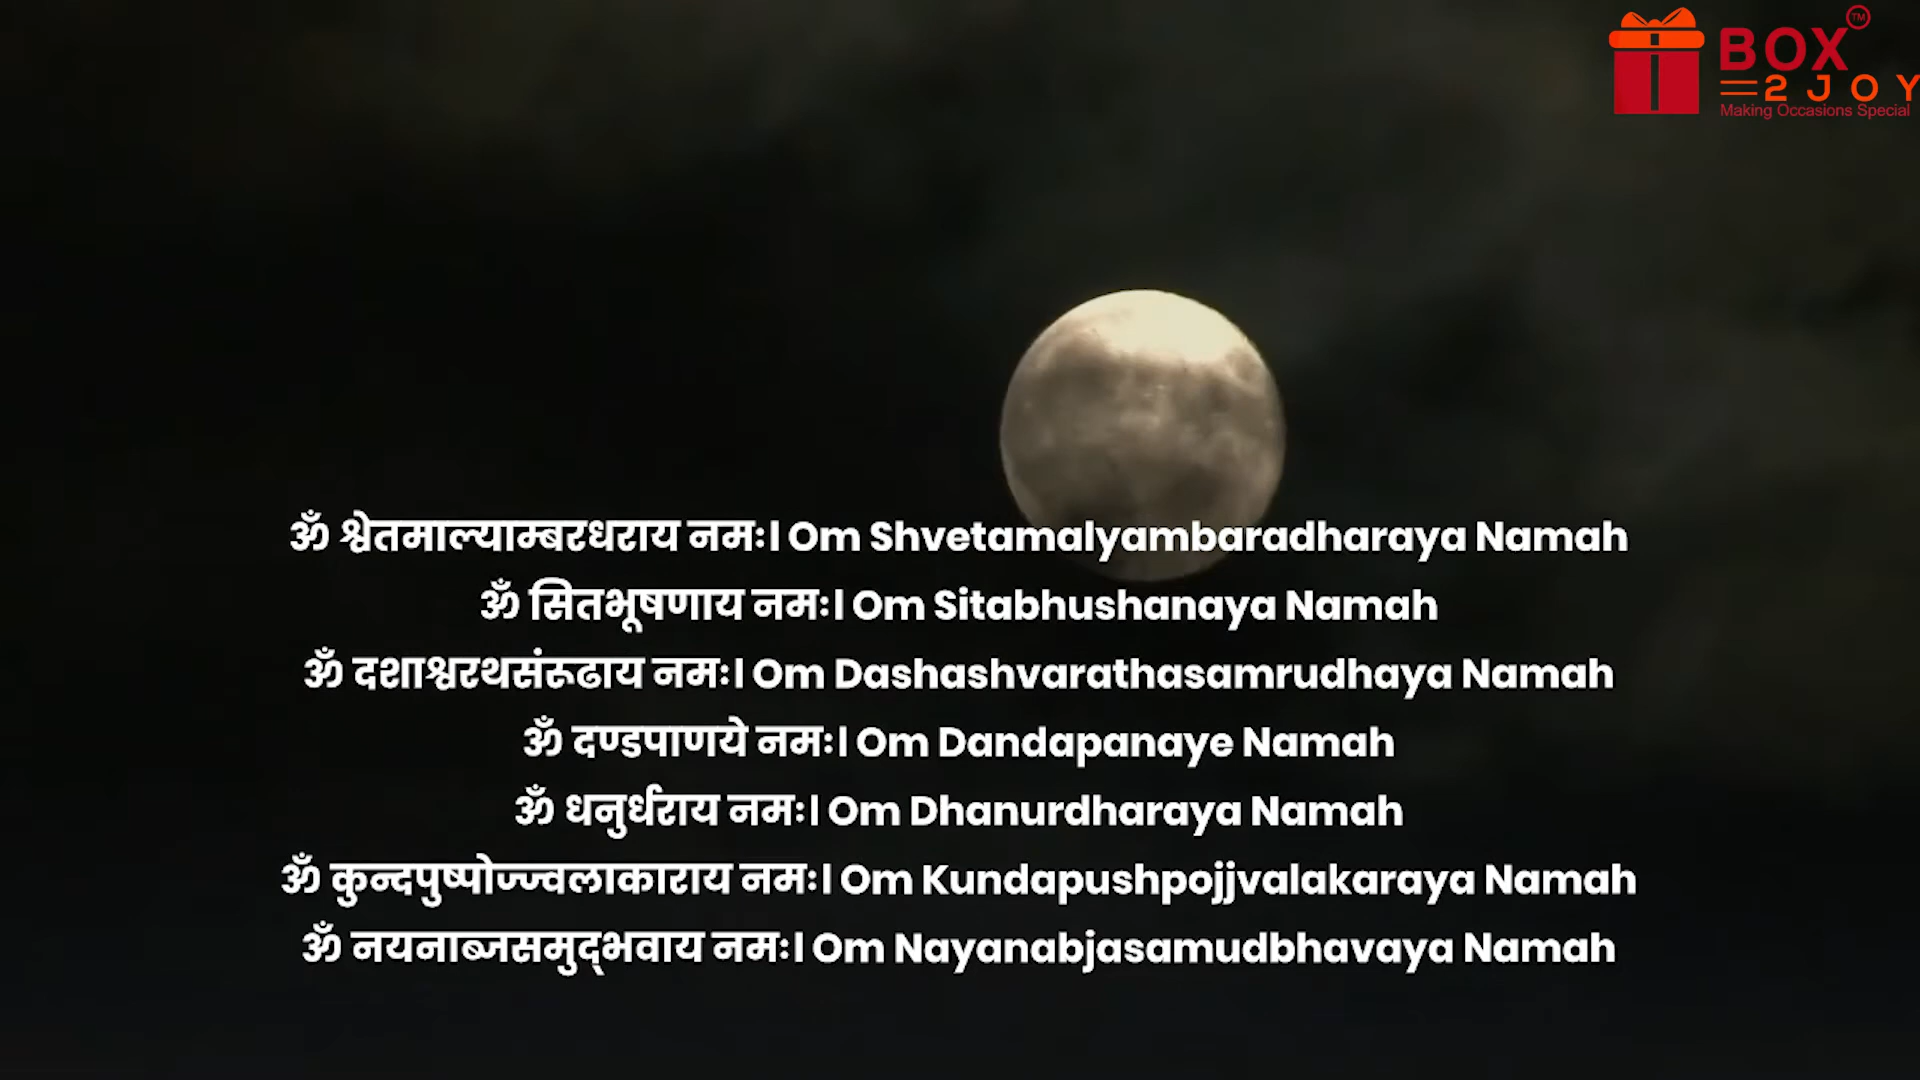 TM
BOX
2JOY
Making Occasions Special
ॐ श्वेतमाल्याम्बरधराय नमः। Om Shvetamalyambaradharaya Namah
ॐ सितभूषणाय नमः। Om Sitabhushanaya Namah
ॐ दशाश्वरथसंरूढाय नमः। Om Dashashvarathasamrudhaya Namah
ॐ दण्डपाणये नमः। Om Dandapanaye Namah
ॐ धनुर्धराय नमः। Om Dhanurdharaya Namah
ॐ कुन्दपुष्पोज्ज्वलाकाराय नमः। Om Kundapushpojjvalakaraya Namah
ॐ नयनाब्जसमुद्भवाय नमः। Om Nayanabjasamudbhavaya Namah